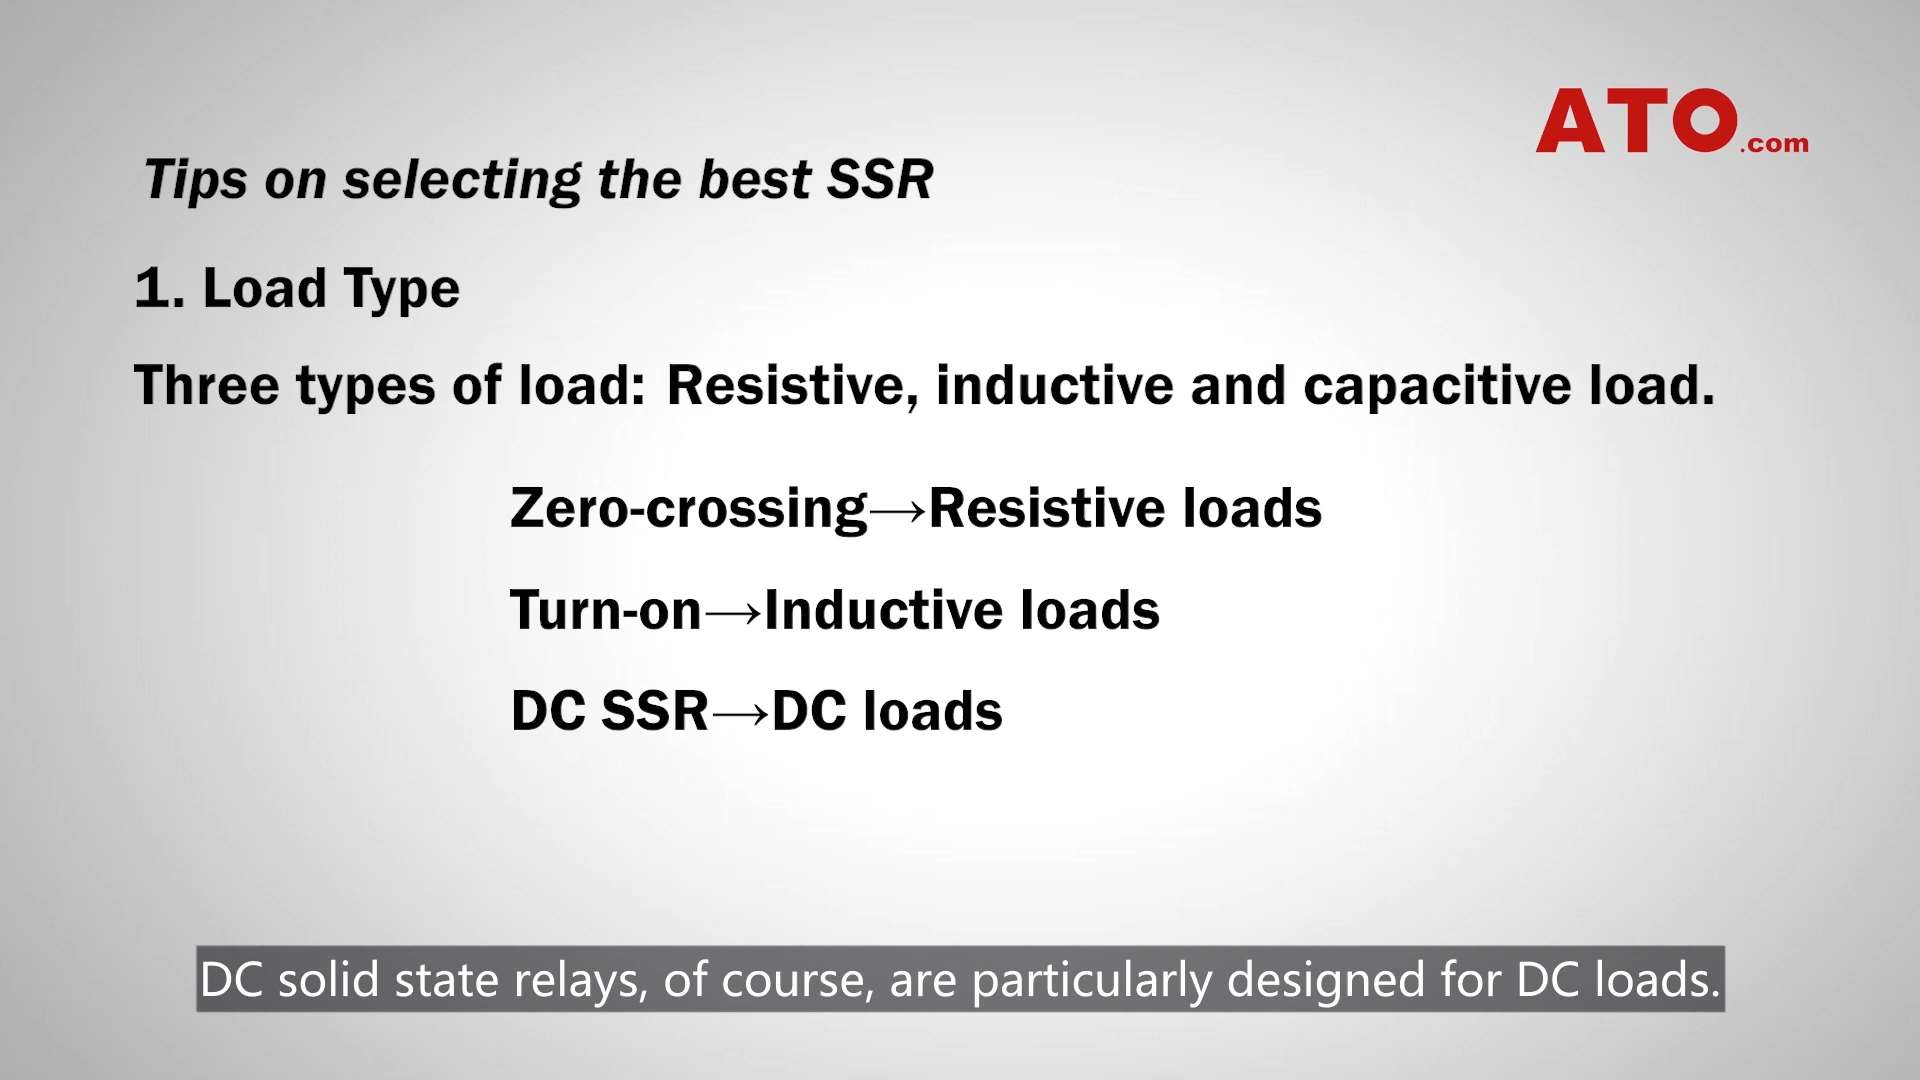 ATO.com
Tips on selecting the best SSR
1. Load Type
Three types of load: Resistive, inductive and capacitive load.
Zero-crossing→Resistive loads
Turn-on→Inductive loads
DC SSR→DC loads
DC solid state relays, of course, are particularly designed for DC loads.